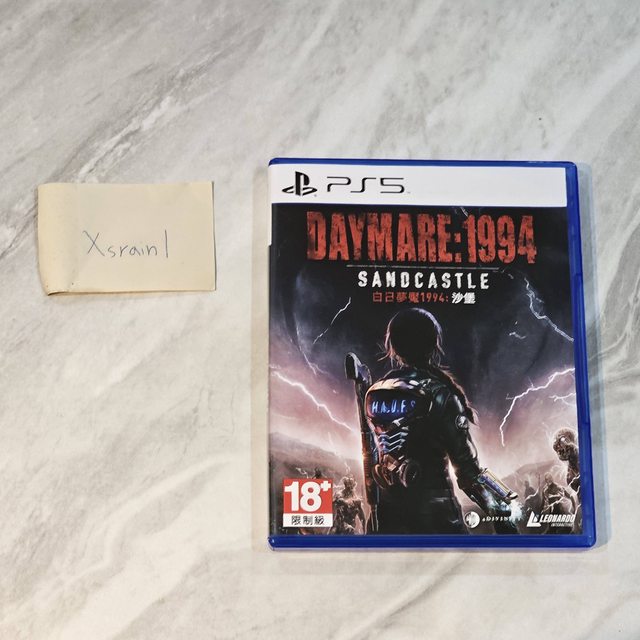 Xsrain1
PS5
DAYMARE:1994
SANDCASTLE
白日夢魘1994: 沙堡
H.A.D.E.S
18+
限制級
LEONARDO
INTERACTIVE